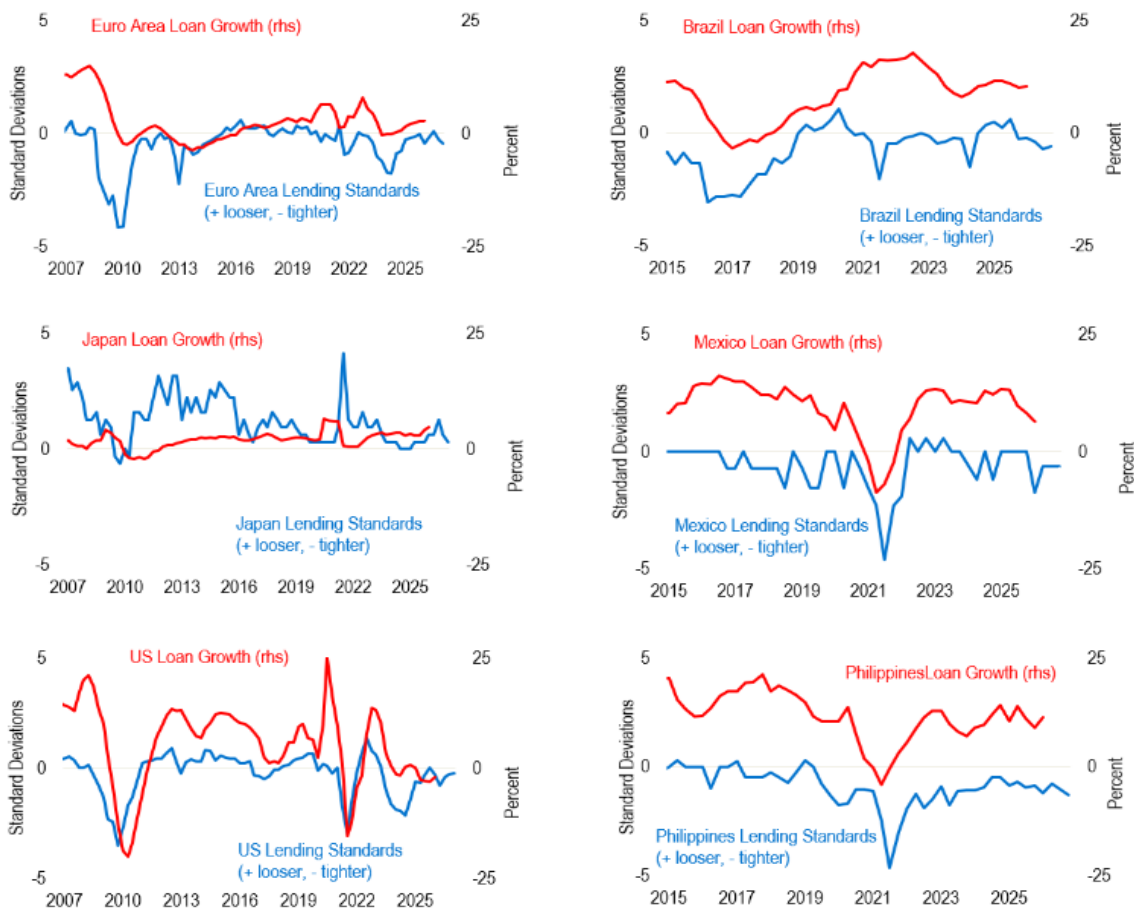 Euro Area Loan Growth (rhs)
5
0
-5
Standard Deviations
25
0
-25
Percent
Euro Area Lending Standards
(+ looser, - tighter)
2007 2010 2013 2016 2019 2022 2025
Brazil Loan Growth (rhs)
5
0
-5
Standard Deviations
25
0
-25
Percent
Brazil Lending Standards
(+ looser, - tighter)
2015 2017 2019 2021 2023 2025
Japan Loan Growth (rhs)
5
0
-5
Standard Deviations
25
0
-25
Percent
Japan Lending Standards
(+ looser, - tighter)
2007 2010 2013 2016 2019 2022 2025
Mexico Loan Growth (rhs)
5
0
-5
Standard Deviations
25
0
-25
Percent
Mexico Lending Standards
(+ looser, - tighter)
2015 2017 2019 2021 2023 2025
US Loan Growth (rhs)
5
0
-5
Standard Deviations
25
0
-25
Percent
US Lending Standards
(+ looser, - tighter)
2007 2010 2013 2016 2019 2022 2025
PhilippinesLoan Growth (rhs)
5
0
-5
Standard Deviations
25
0
-25
Percent
Philippines Lending Standards
(+ looser, - tighter)
2015 2017 2019 2021 2023 2025